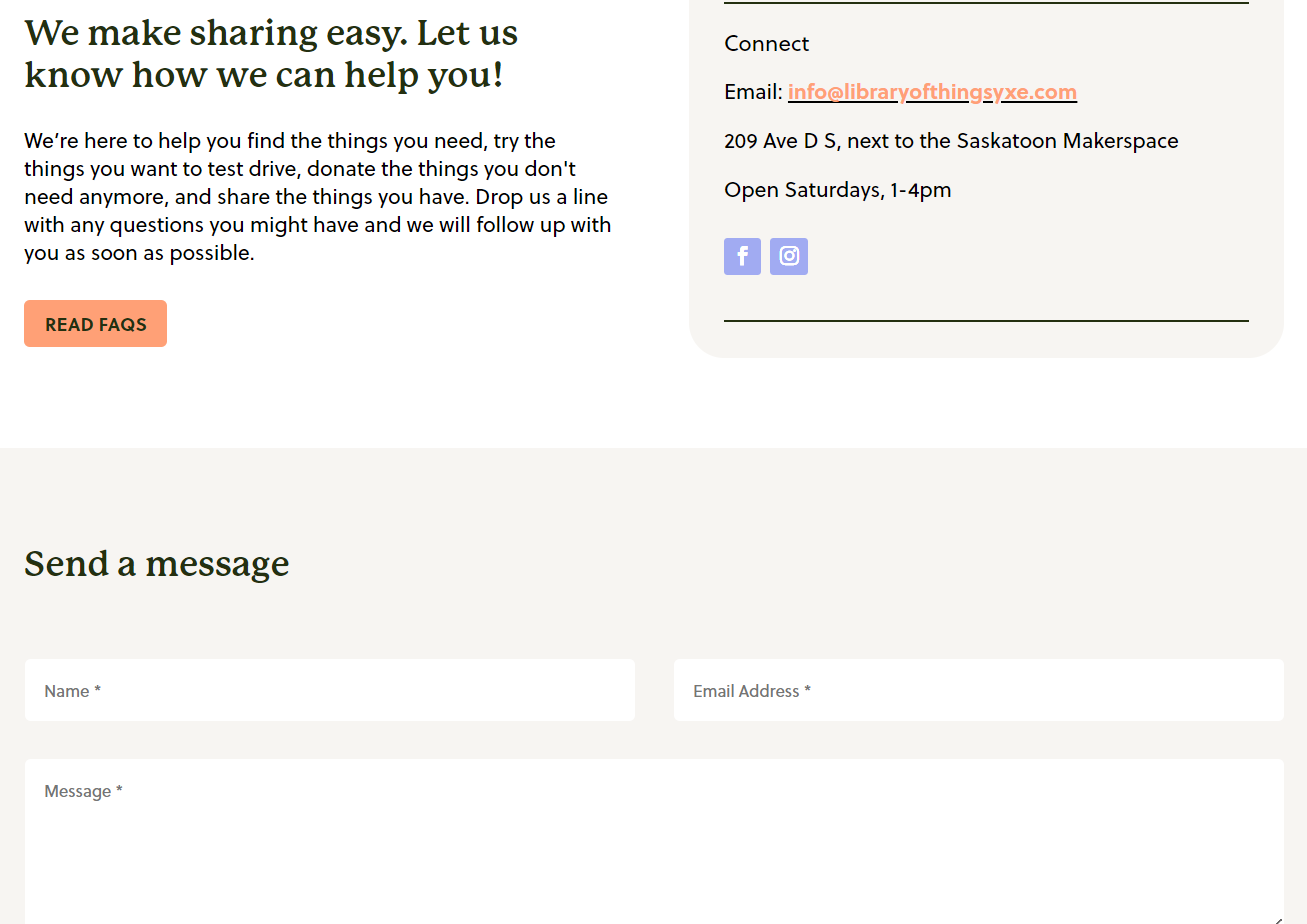 We make sharing easy. Let us
know how we can help you!
We’re here to help you find the things you need, try the
things you want to test drive, donate the things you don't
need anymore, and share the things you have. Drop us a line
with any questions you might have and we will follow up with
you as soon as possible.
READ FAQS
Connect
Email: info@libraryofthingsyxe.com
209 Ave D S, next to the Saskatoon Makerspace
Open Saturdays, 1-4pm
Send a message
Name *
Email Address *
Message *